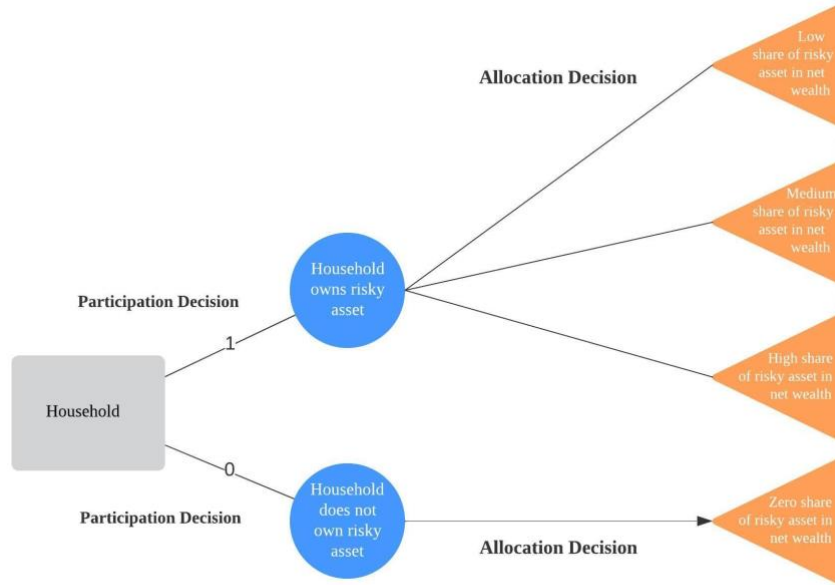 Low
share of risky
asset in net
wealth
Allocation Decision
Medium
share of risky
asset in net
wealth
Household
owns risky
asset
Participation Decision
1
High share
of risky asset in
net wealth
Household
0
Participation Decision
Household
does not
own risky
asset
Zero share
of risky asset in
net wealth
Allocation Decision